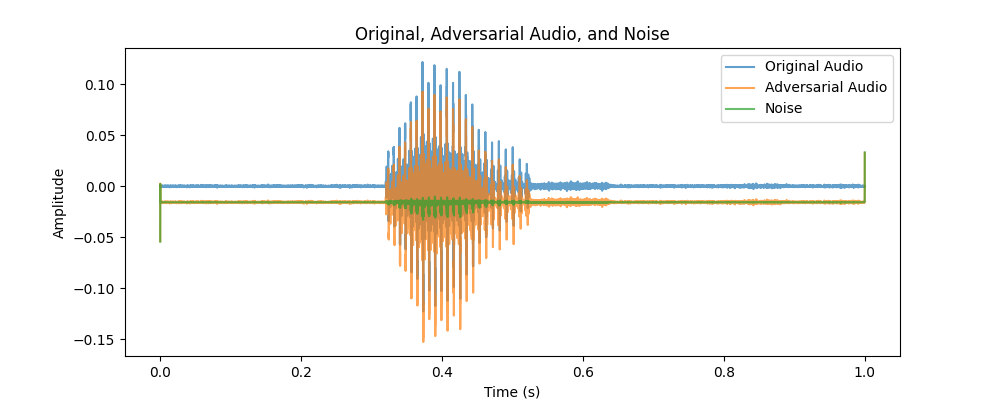 Original, Adversarial Audio, and Noise
Original Audio
Adversarial Audio
Noise
0.10
0.05
0.00
−0.05
−0.10
−0.15
Amplitude
0.0 0.2 0.4 0.6 0.8 1.0
Time (s)